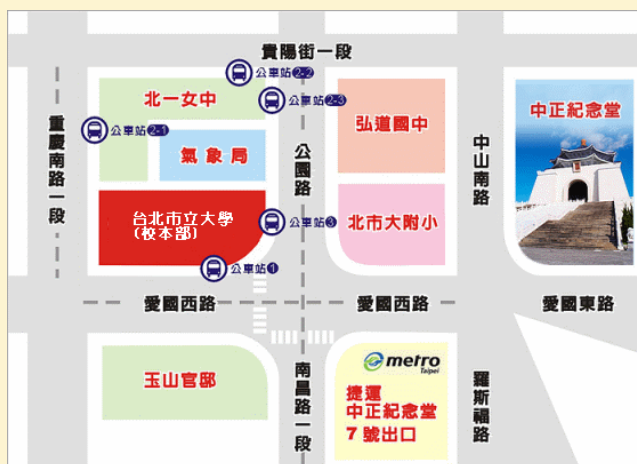 貴陽街一段
公車站2-2
北一女中
公車站2-3
公車站2-1
弘道國中
中正紀念堂
重慶南路一段
氣象局
公園路
中山南路
台北市立大學
(校本部)
公車站3
北市大附小
公車站1
愛國西路
愛國西路
愛國東路
玉山官邸
南昌路一段
metro
Taipei
捷運
中正紀念堂
7號出口
羅斯福路